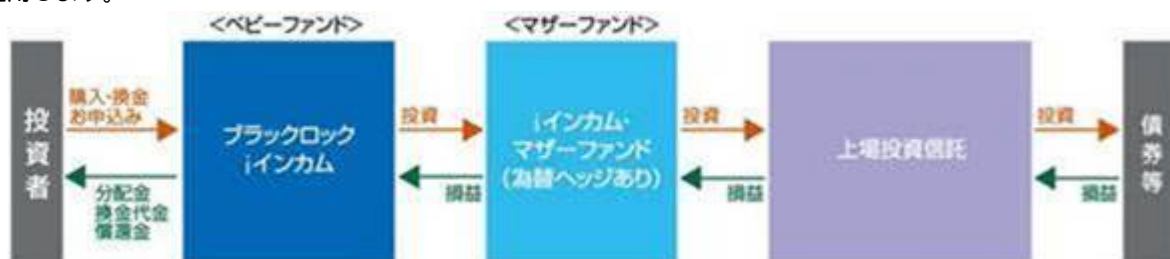 ＜ベビーファンド＞
＜マザーファンド＞
投資者
購入・換金
お申込み
分配金
換金代金
償還金
ブラックロック
iインカム
投資
損益
iインカム・
マザーファンド
(為替ヘッジあり)
投資
損益
上場投資信託
投資
損益
債券等